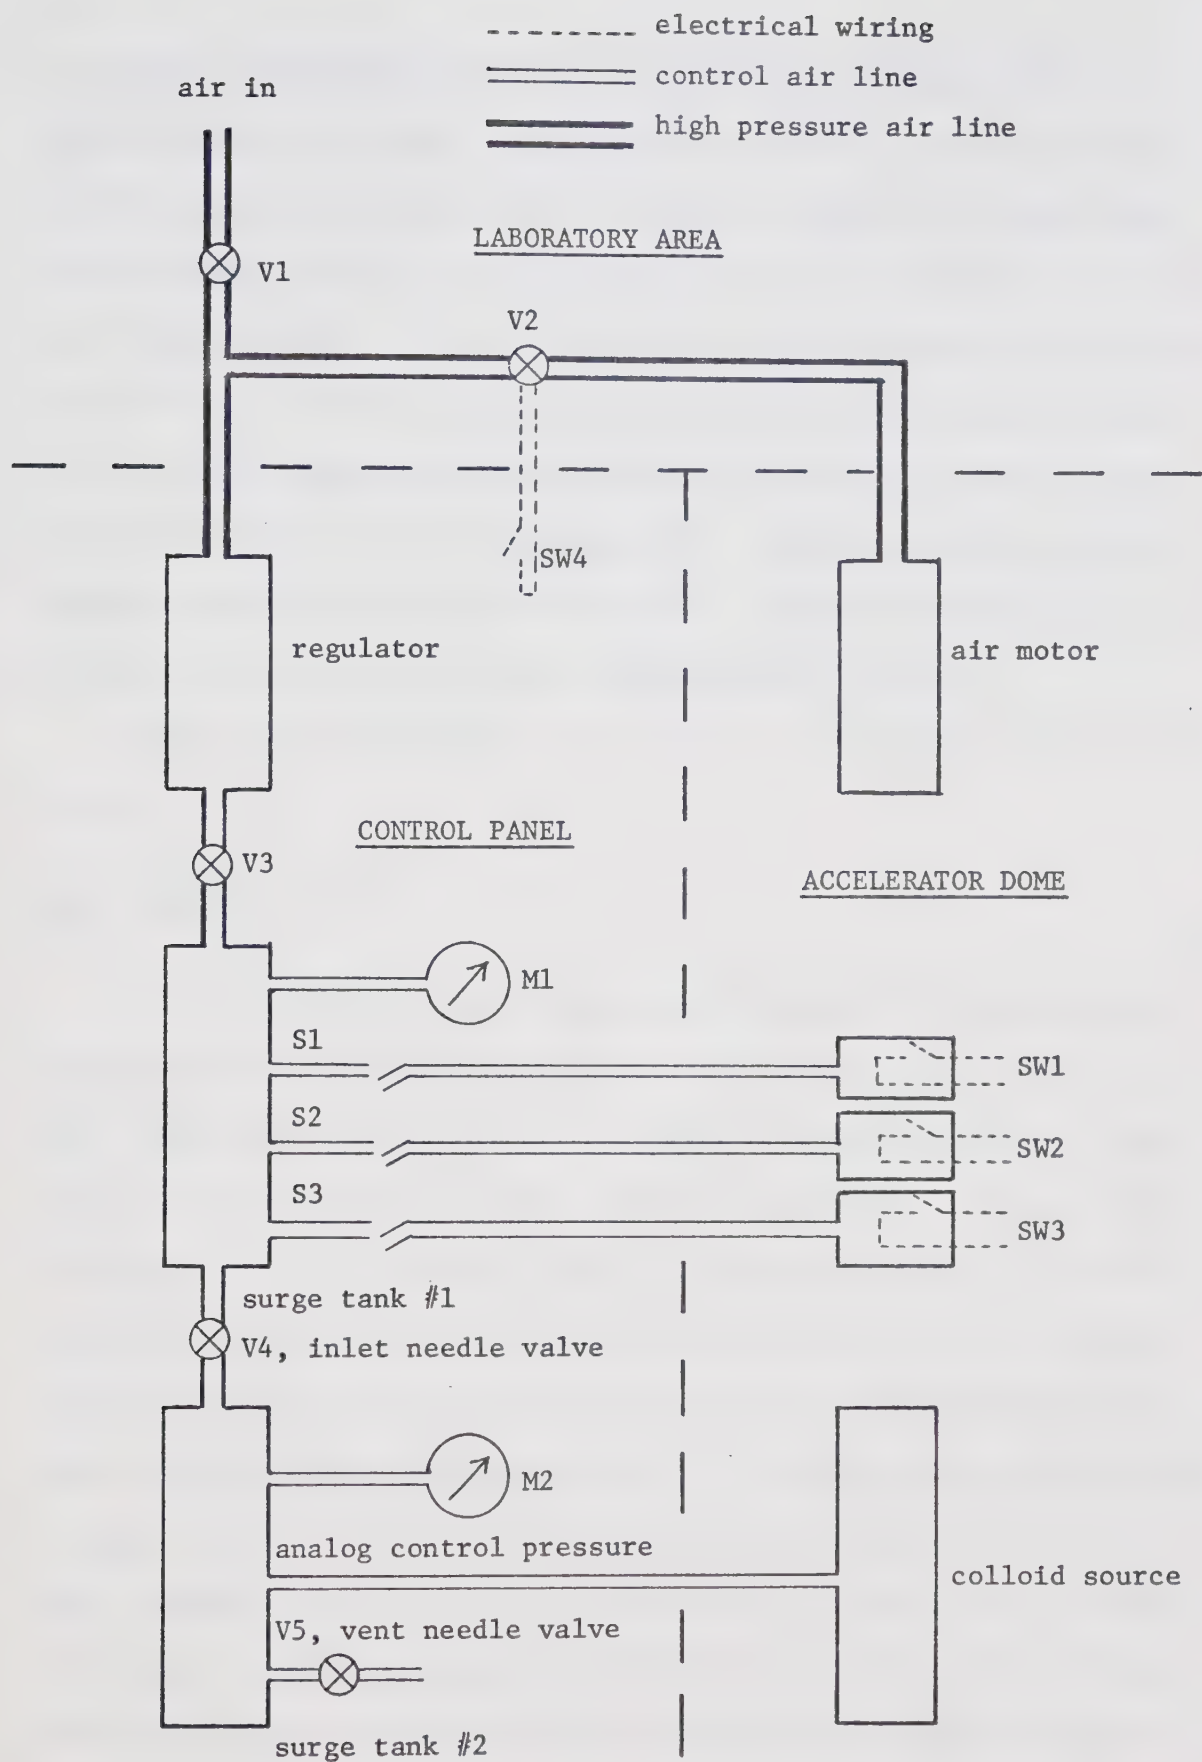 electrical wiring
control air line
high pressure air line
air in
LABORATORY AREA
V1
V2
SW4
regulator
air motor
CONTROL PANEL
V3
ACCELERATOR DOME
M1
S1
SW1
S2
SW2
S3
SW3
surge tank #1
V4, inlet needle valve
M2
analog control pressure
colloid source
V5, vent needle valve
surge tank #2